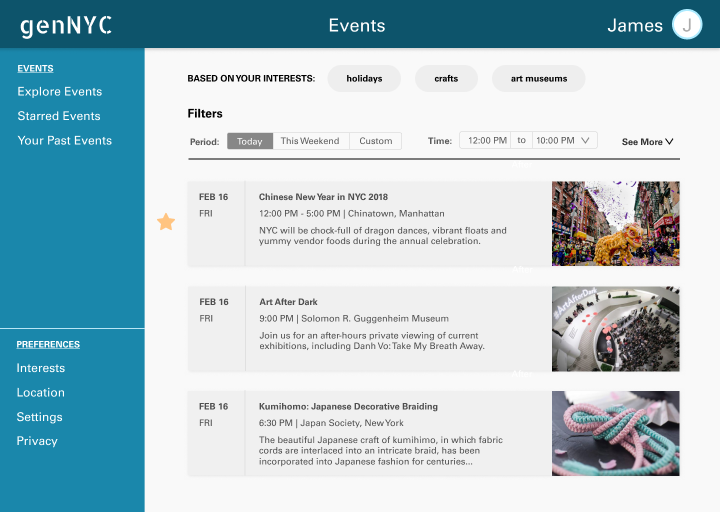 genNYC
Events
James
J
EVENTS
Explore Events
Starred Events
Your Past Events
PREFERENCES
Interests
Location
Settings
Privacy
BASED ON YOUR INTERESTS:
holidays
crafts
art museums
Filters
Period:
Today
This Weekend
Custom
Time:
12:00 PM
to
10:00 PM
See More
FEB 16
FRI
Chinese New Year in NYC 2018
12:00 PM - 5:00 PM | Chinatown, Manhattan
NYC will be chock-full of dragon dances, vibrant floats and
yummy vendor foods during the annual celebration.
FEB 16
FRI
Art After Dark
9:00 PM | Solomon R. Guggenheim Museum
Join us for an after-hours private viewing of current
exhibitions, including Danh Vo: Take My Breath Away.
#ArtAfterDark
FEB 16
FRI
Kumihomo: Japanese Decorative Braiding
6:30 PM | Japan Society, New York
The beautiful Japanese craft of kumihimo, in which fabric
cords are interlaced into an intricate braid, has been
incorporated into Japanese fashion for centuries...